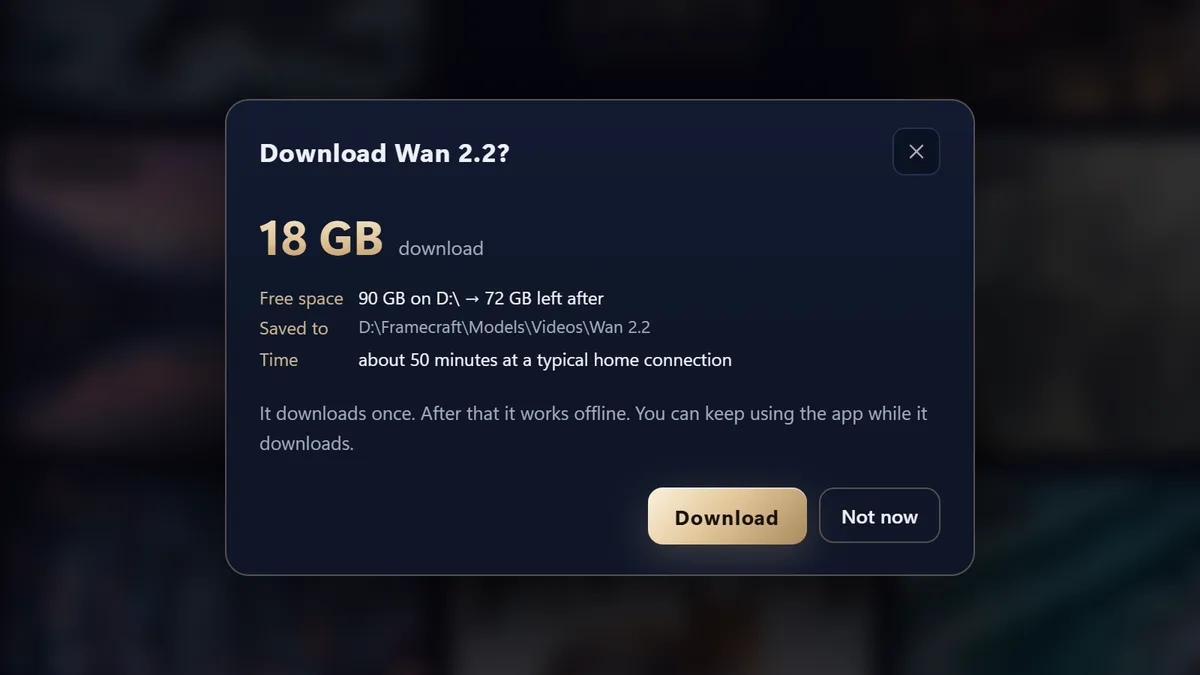 Download Wan 2.2?
18 GB download
Free space 90 GB on D:\ → 72 GB left after
Saved to D:\Framecraft\Models\Videos\Wan 2.2
Time about 50 minutes at a typical home connection
It downloads once. After that it works offline. You can keep using the app while it
downloads.
Download Not now